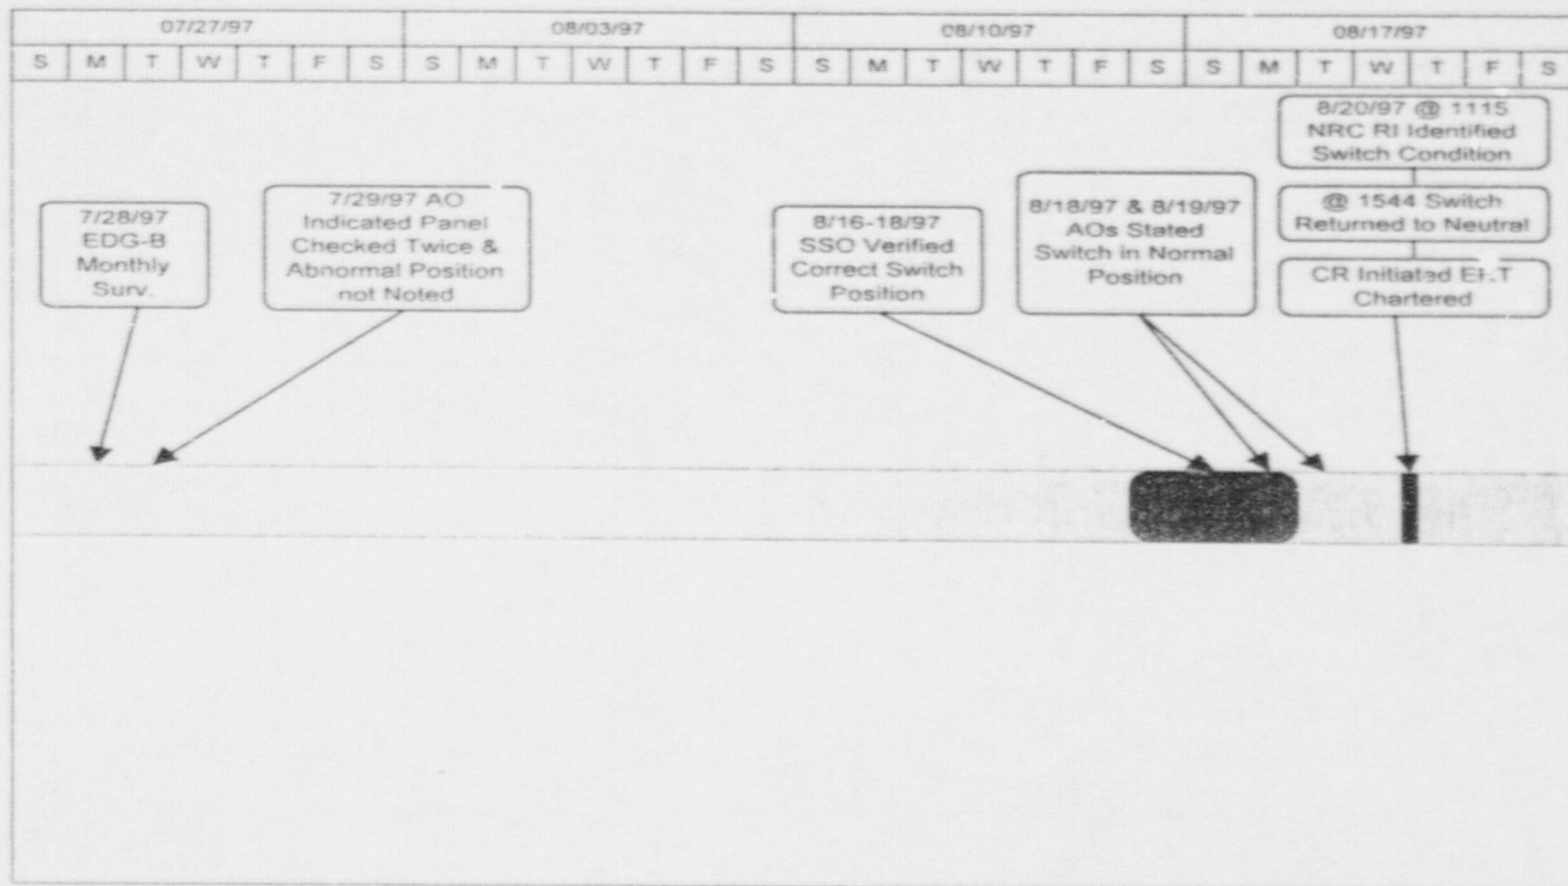 07/27/97 08/03/97 08/10/97 08/17/97
S M T W T F S S M T W T F S S M T W T F S S M T W T F S
7/28/97
EDG-B
Monthly
Surv.
7/29/97 AO
Indicated Panel
Checked Twice &
Abnormal Position
not Noted
8/16-18/97
SSO Verified
Correct Switch
Position
8/18/97 & 8/19/97
AOs Stated
Switch in Normal
Position
8/20/97 @ 1115
NRC RI Identified
Switch Condition
@ 1544 Switch
Returned to Neutral
CR Initiated
Chartered